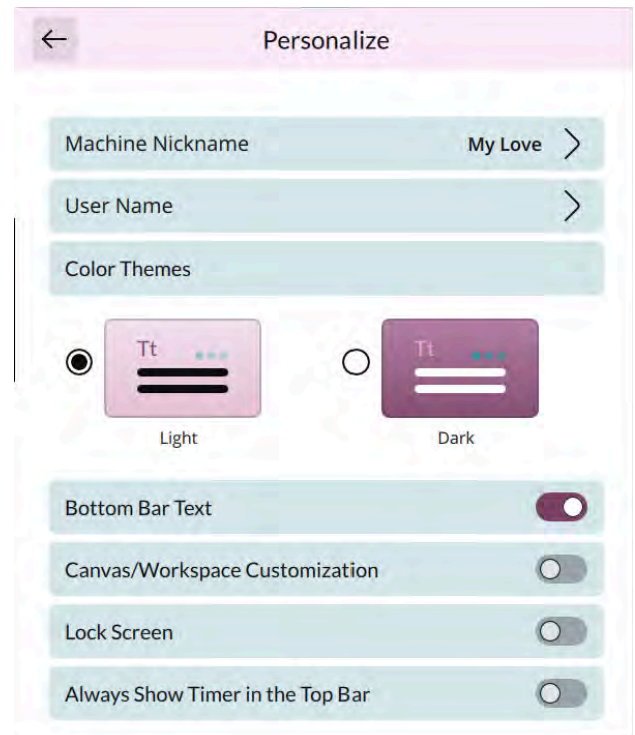 Personalize
Machine Nickname My Love
User Name
Color Themes
Tt
Tt
Light
Dark
Bottom Bar Text
Canvas/Workspace Customization
Lock Screen
Always Show Timer in the Top Bar